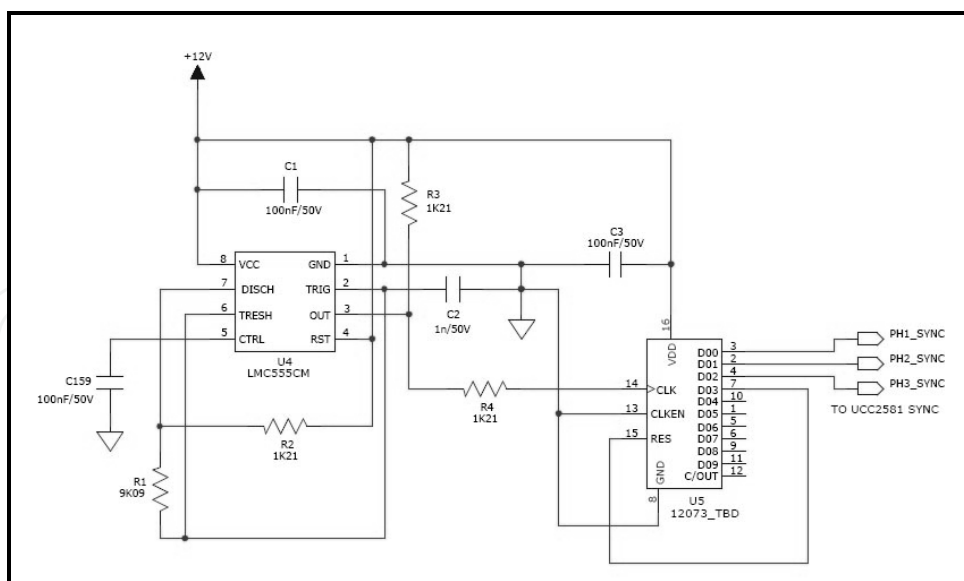 +12V
C1
100nF/50V
R3
1K21
C3
100nF/50V
8 VCC GND 1
7 DISCH TRIG 2
6 TRESH OUT 3
5 CTRL RST 4
U4
LMC555CM
C2
1n/50V
C159
100nF/50V
R2
1K21
R1
9K09
R4
1K21
16
VDD
14 CLK
13 CLKEN
15 RES
GND
8
D00 3
D01 2
D02 4
D03 7
D04 10
D05 1
D06 5
D07 6
D08 9
D09 11
C/OUT 12
U5
12073_TBD
PH1_SYNC
PH2_SYNC
PH3_SYNC
TO UCC2581 SYNC